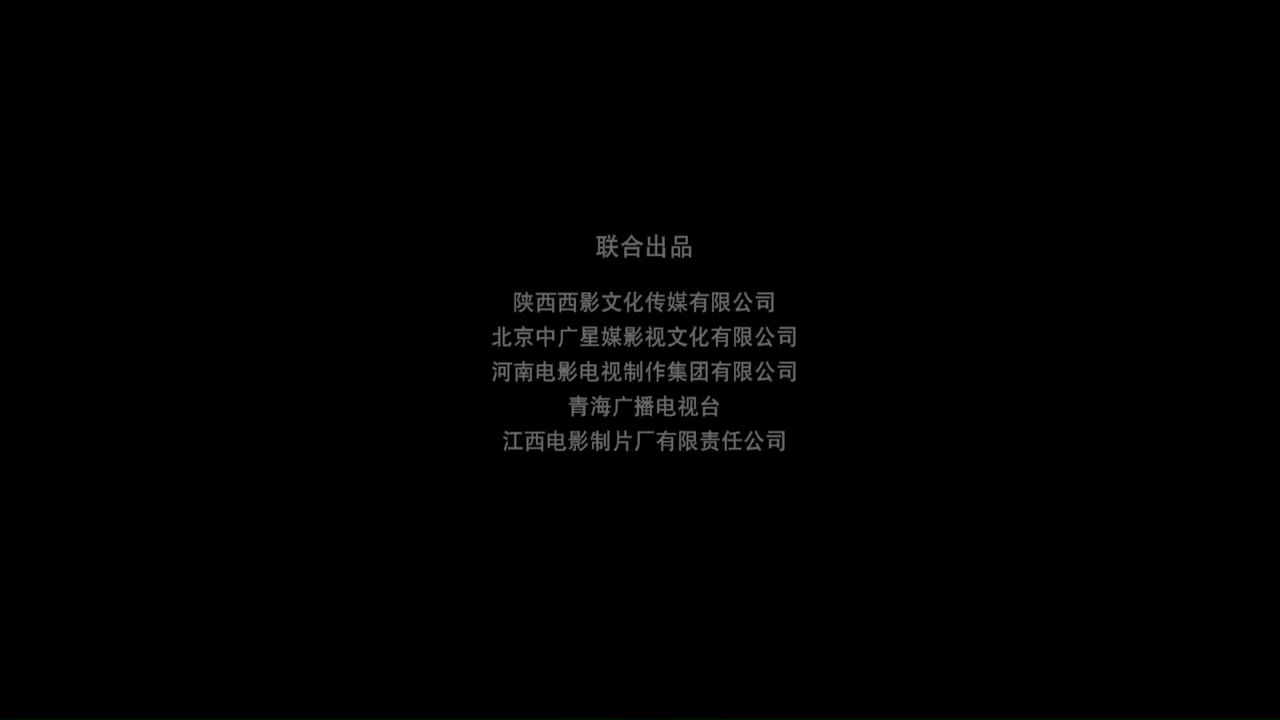 联合出品
陕西西影文化传媒有限公司
北京中广星媒影视文化有限公司
河南电影电视制作集团有限公司
青海广播电视台
江西电影制片厂有限责任公司